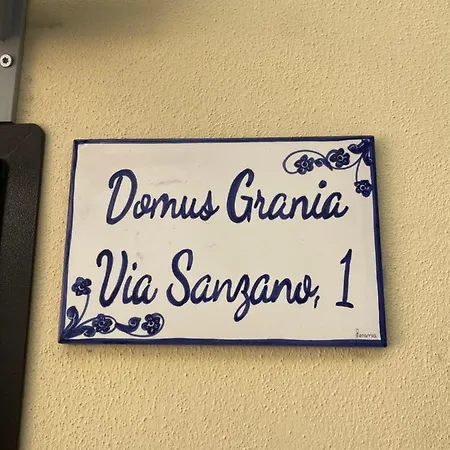 Domus Grania
Via Sanzano, 1